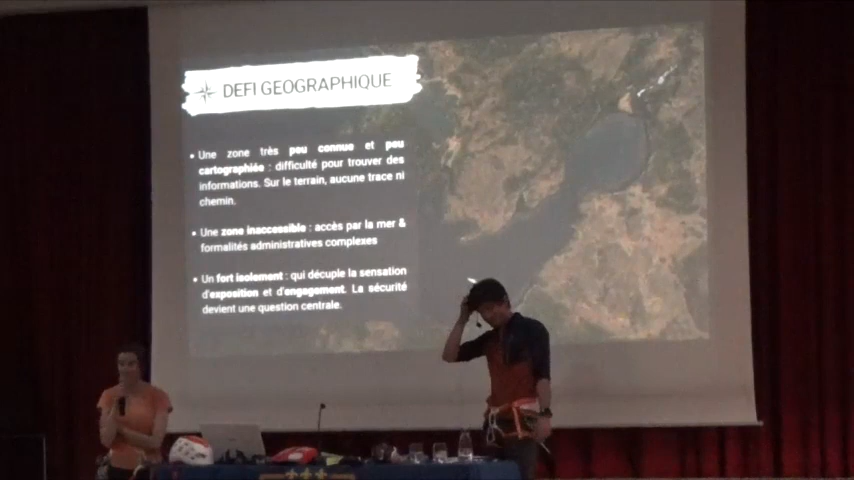 DEFI GEOGRAPHIQUE
• Une zone très peu connue et peu
cartographiée : difficulté pour trouver des
informations. Sur le terrain, aucune trace ni
chemin.
• Une zone inaccessible : accès par la mer &
formalités administratives complexes
• Un fort isolement : qui décuple la sensation
d'exposition et d'engagement. La sécurité
devient une question centrale.